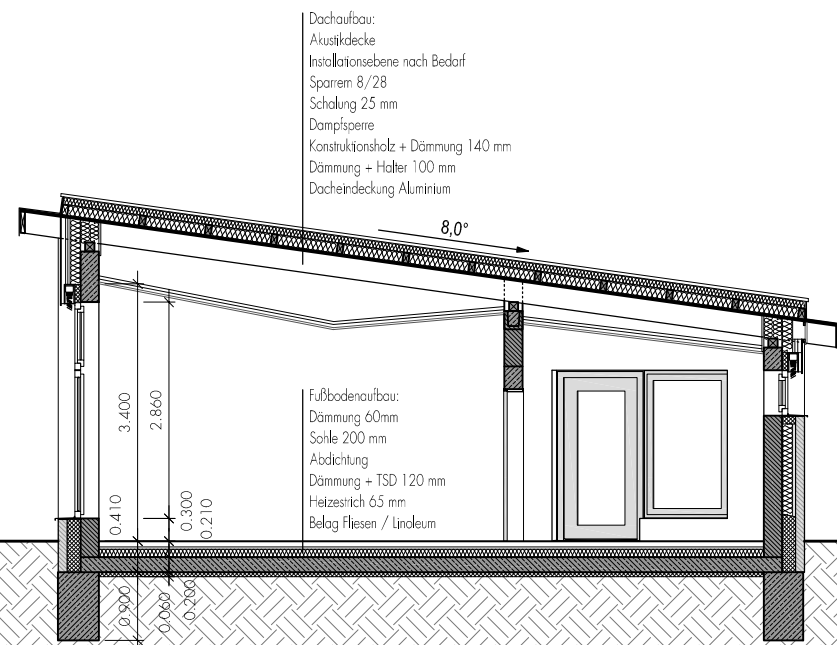 Dachaufbau:
Akustikdecke
Installationsebene nach Bedarf
Sparrem 8/28
Schalung 25 mm
Dampfsperre
Konstruktionsholz + Dämmung 140 mm
Dämmung + Halter 100 mm
Dacheindeckung Aluminium
8,0°
3.400
2.860
0.410
0.300
0.210
Fußbodenaufbau:
Dämmung 60mm
Sohle 200 mm
Abdichtung
Dämmung + TSD 120 mm
Heizestrich 65 mm
Belag Fliesen / Linoleum
0.900
0.060
0.200